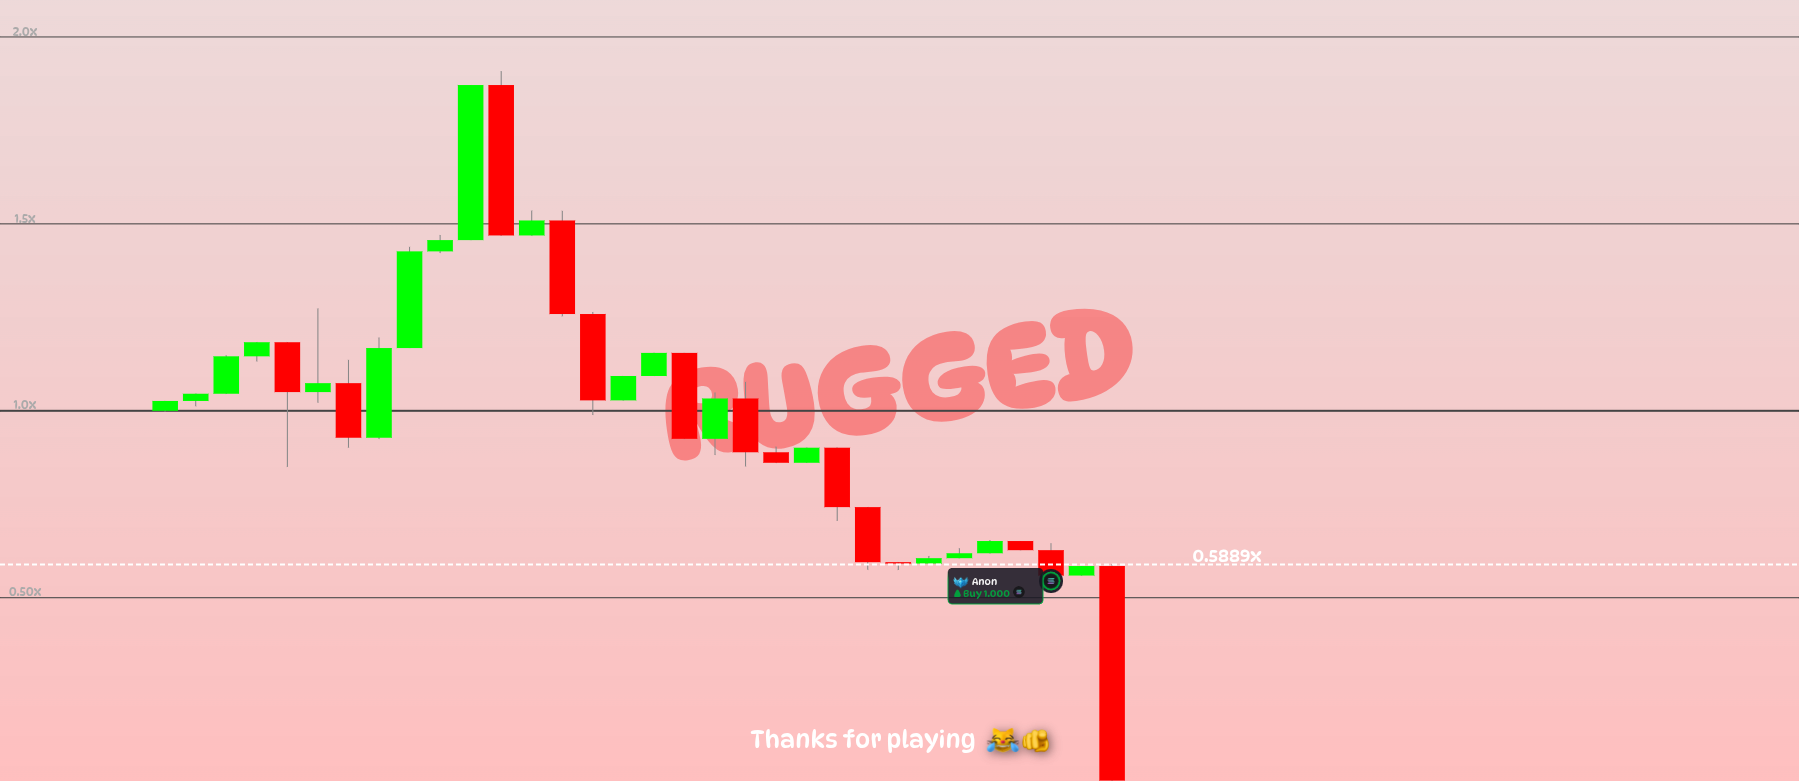 2.0x
1.5x
RUGGED
1.0x
0.5889x
Anon
Buy 1.000
0.50x
Thanks for playing 😹🫵